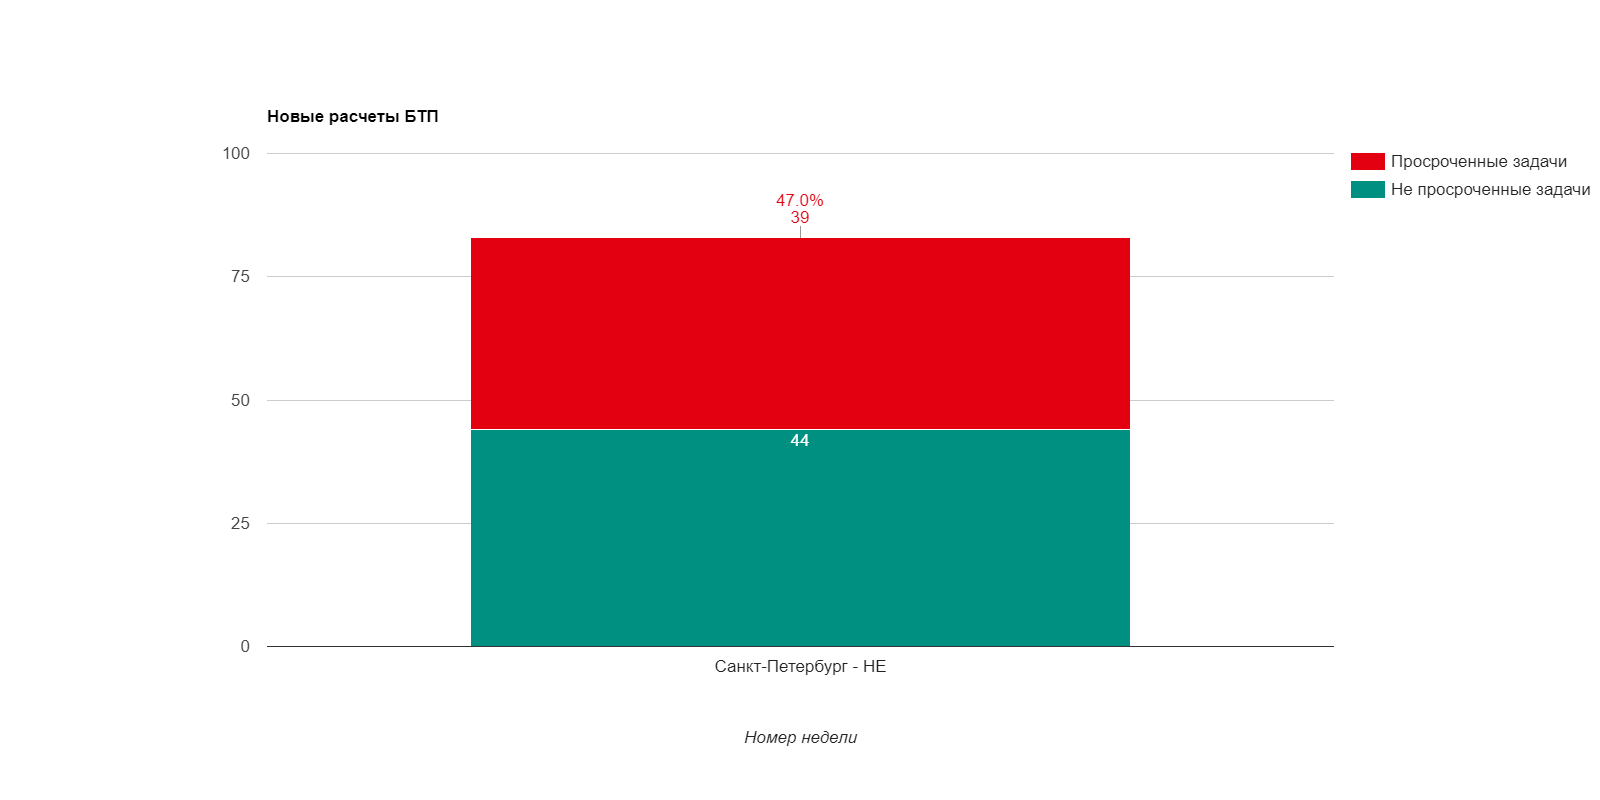 Новые расчеты БТП
100
75
50
25
0
47.0%
39
44
Санкт-Петербург - НЕ
Номер недели
Просроченные задачи
Не просроченные задачи